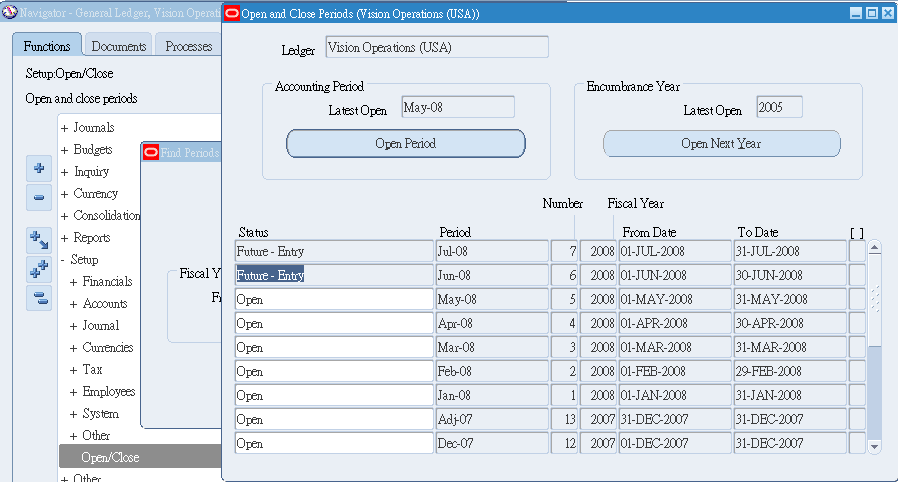 Navigator - General Ledger, Vision Operati
Functions
Documents
Processes
Setup:Open/Close
Open and close periods
+ Journals
+ Budgets
+ Inquiry
+ Currency
+ Consolidation
+ Reports
- Setup
+ Financials
+ Accounts
+ Journal
+ Currencies
+ Tax
+ Employees
+ System
+ Other
Open/Close
+ Other
Find Periods
Fiscal Y
Fr
Open and Close Periods (Vision Operations (USA))
Ledger Vision Operations (USA)
Accounting Period
Latest Open May-08
Open Period
Encumbrance Year
Latest Open 2005
Open Next Year
Number Fiscal Year
Status Period From Date To Date [ ]
Future - Entry Jul-08 7 2008 01-JUL-2008 31-JUL-2008
Future - Entry Jun-08 6 2008 01-JUN-2008 30-JUN-2008
Open May-08 5 2008 01-MAY-2008 31-MAY-2008
Open Apr-08 4 2008 01-APR-2008 30-APR-2008
Open Mar-08 3 2008 01-MAR-2008 31-MAR-2008
Open Feb-08 2 2008 01-FEB-2008 29-FEB-2008
Open Jan-08 1 2008 01-JAN-2008 31-JAN-2008
Open Adj-07 13 2007 31-DEC-2007 31-DEC-2007
Open Dec-07 12 2007 01-DEC-2007 31-DEC-2007